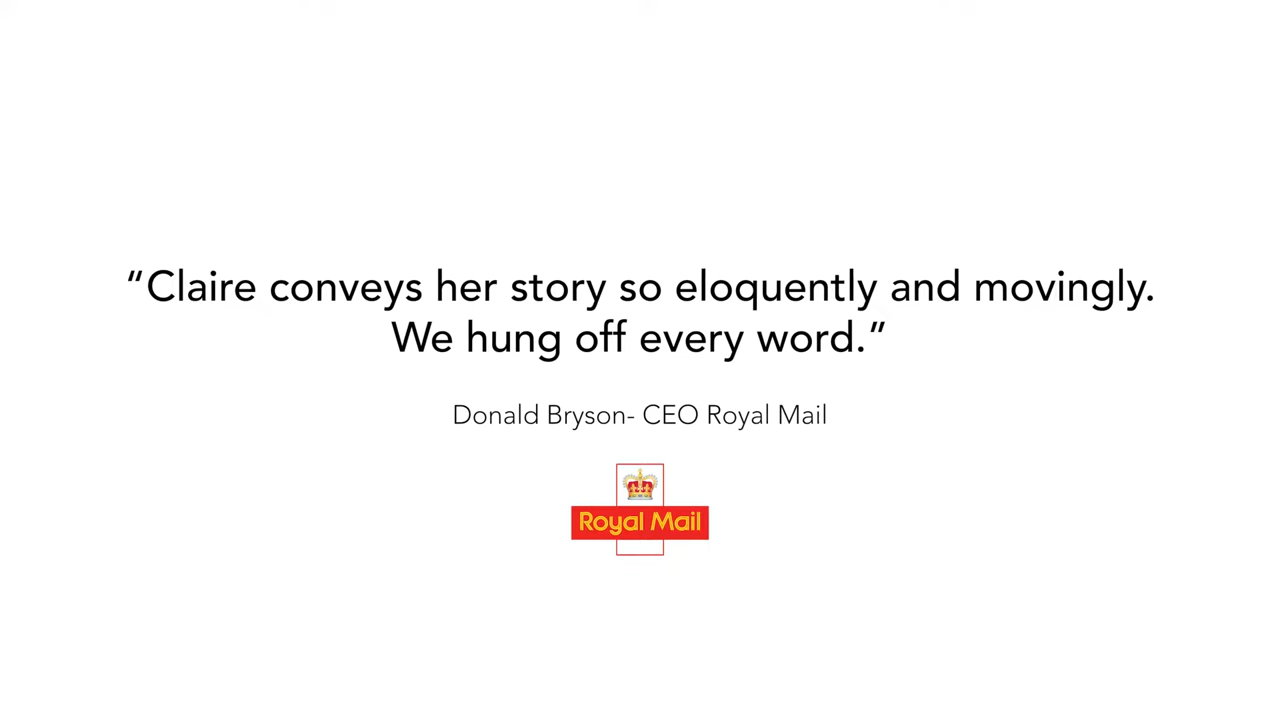 “Claire conveys her story so eloquently and movingly.
We hung off every word.”
Donald Bryson- CEO Royal Mail
Royal Mail